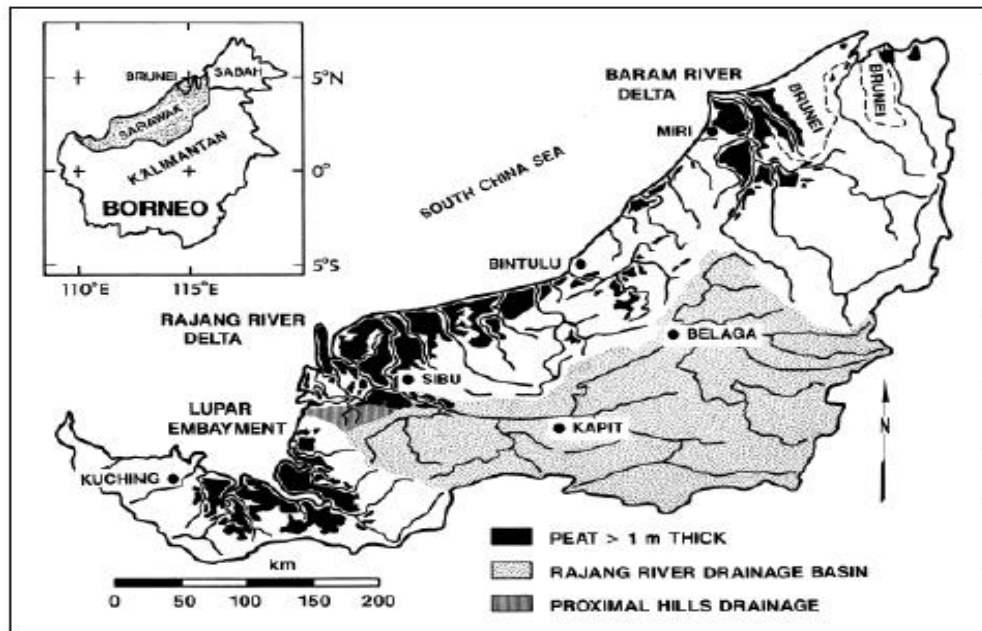 BRUNEI
SABAH
5°N
SARAWAK
KALIMANTAN
0°
BORNEO
5°S
110°E
115°E
BARAM RIVER
DELTA
BRUNEI
BRUNEI
MIRI
SOUTH CHINA SEA
BINTULU
RAJANG RIVER
DELTA
BELAGA
SIBU
LUPAR
EMBAYMENT
KAPIT
N
KUCHING
PEAT > 1 m THICK
km
RAJANG RIVER DRAINAGE BASIN
0 50 100 150 200
PROXIMAL HILLS DRAINAGE